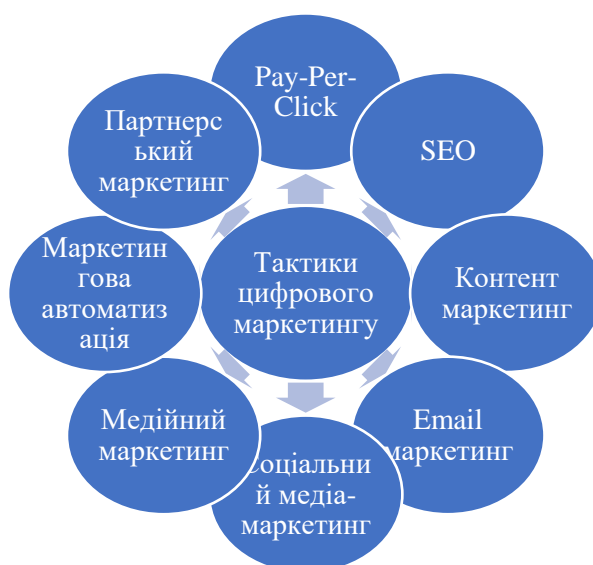 Pay-Per-
Click
SEO
Контент
маркетинг
Email
маркетинг
Соціальни
й медіа-
маркетинг
Медійний
маркетинг
Маркетин
гова
автоматиз
ація
Партнерс
ький
маркетинг
Тактики
цифрового
маркетингу